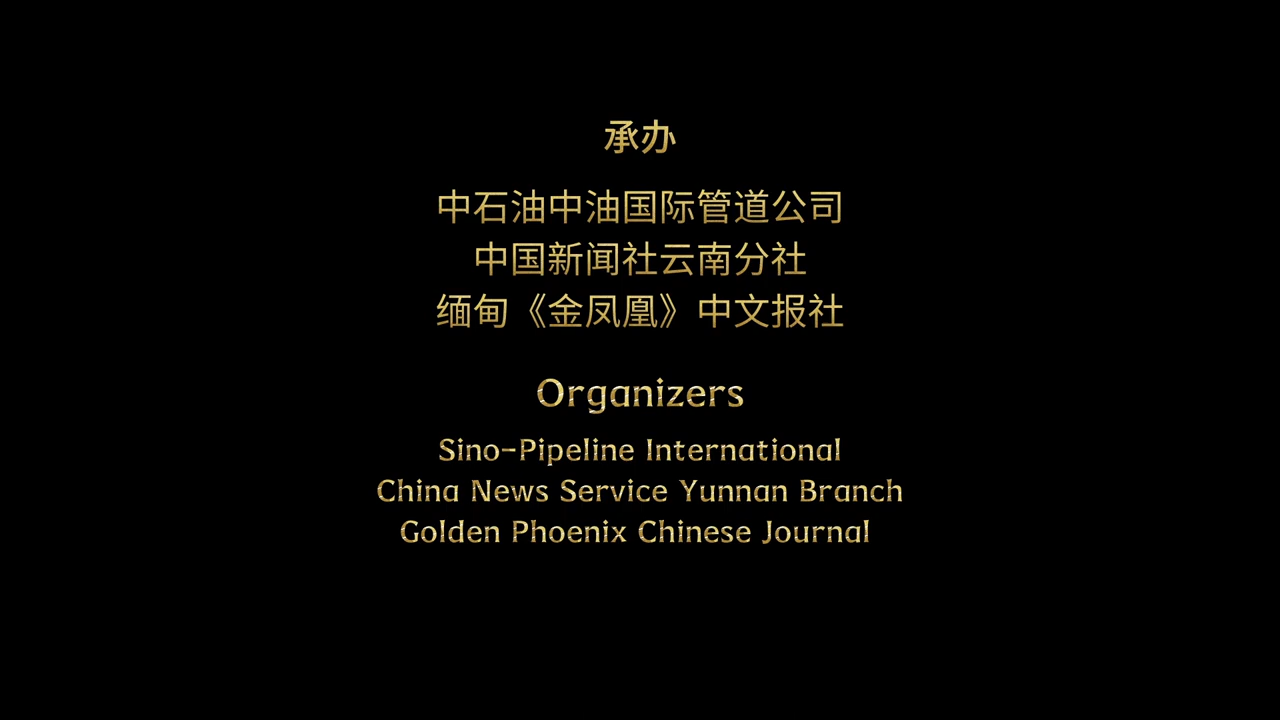 承办
中石油中油国际管道公司
中国新闻社云南分社
缅甸《金凤凰》中文报社
Organizers
Sino-Pipeline International
China News Service Yunnan Branch
Golden Phoenix Chinese Journal